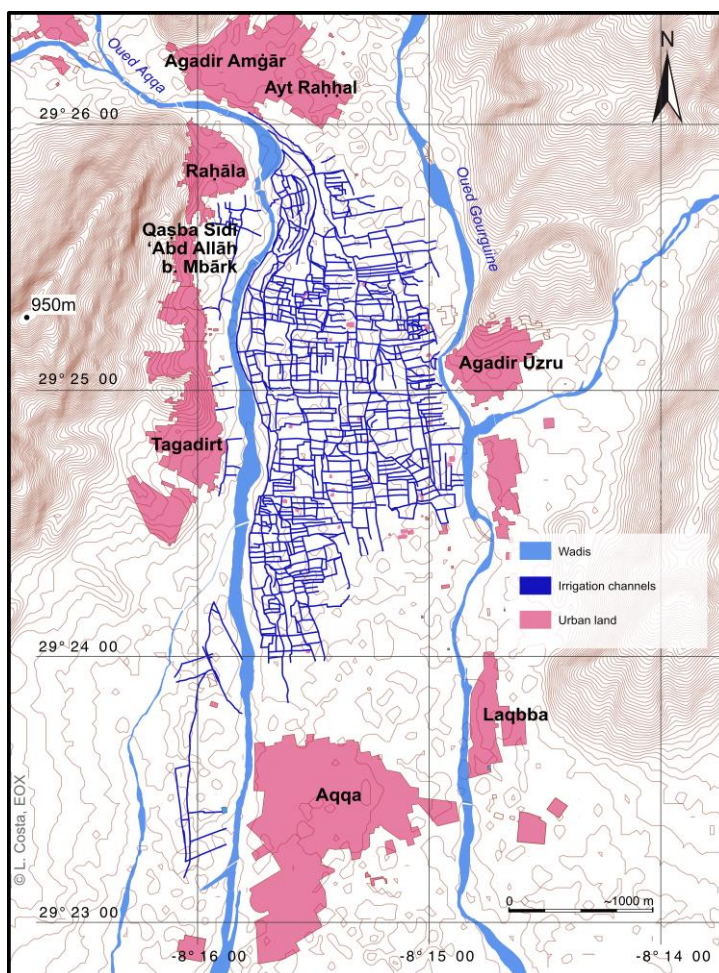 Oued Aqqa
Agadir Amġār
Ayt Raḥḥal
N
29° 26 00
Raḥāla
Oued Gourguine
Qaṣba Sīdī
‘Abd Allāh
b. Mbārk
950m
Agadir Ūzru
29° 25 00
Tagadirt
Wadis
Irrigation channels
Urban land
29° 24 00
Laqbba
Aqqa
© L. Costa, EOX
0
~1000 m
29° 23 00
-8° 16 00
-8° 15 00
-8° 14 00